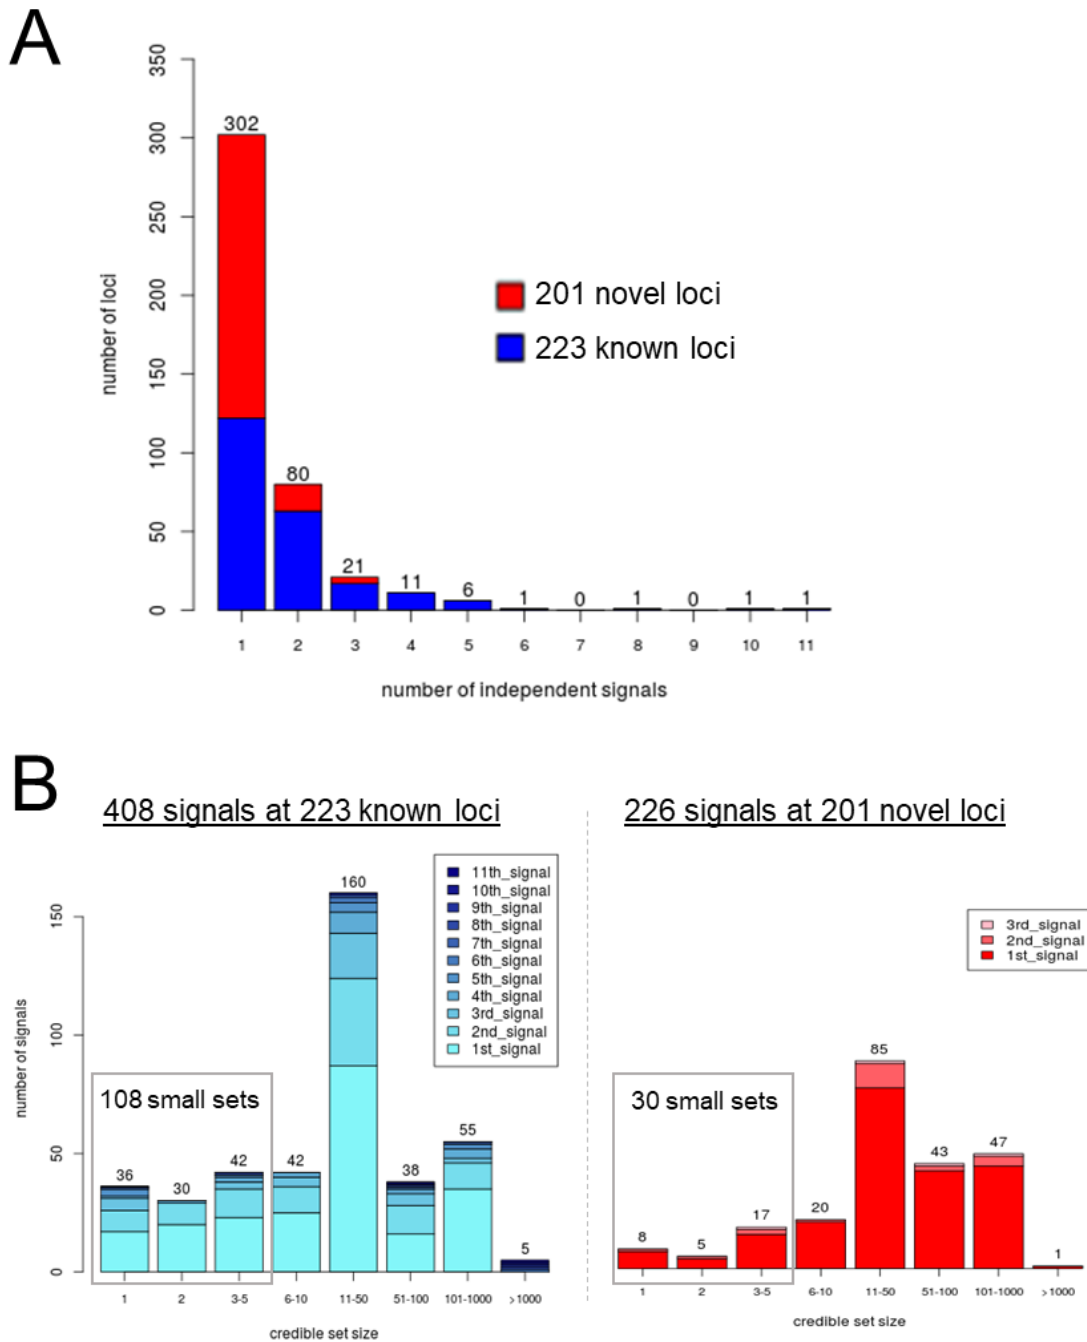 A
350
300
250
200
150
100
50
0
number of loci
302
80
21
11
6
1
0
1
0
1
1
201 novel loci
223 known loci
1 2 3 4 5 6 7 8 9 10 11
number of independent signals
B
408 signals at 223 known loci
11th_signal
10th_signal
9th_signal
8th_signal
7th_signal
6th_signal
5th_signal
4th_signal
3rd_signal
2nd_signal
1st_signal
150
100
50
0
number of signals
108 small sets
36 30 42 42 160 38 55 5
1 2 3-5 6-10 11-50 51-100 101-1000 >1000
credible set size
226 signals at 201 novel loci
3rd_signal
2nd_signal
1st_signal
30 small sets
8 5 17 20 85 43 47 1
1 2 3-5 6-10 11-50 51-100 101-1000 >1000
credible set size